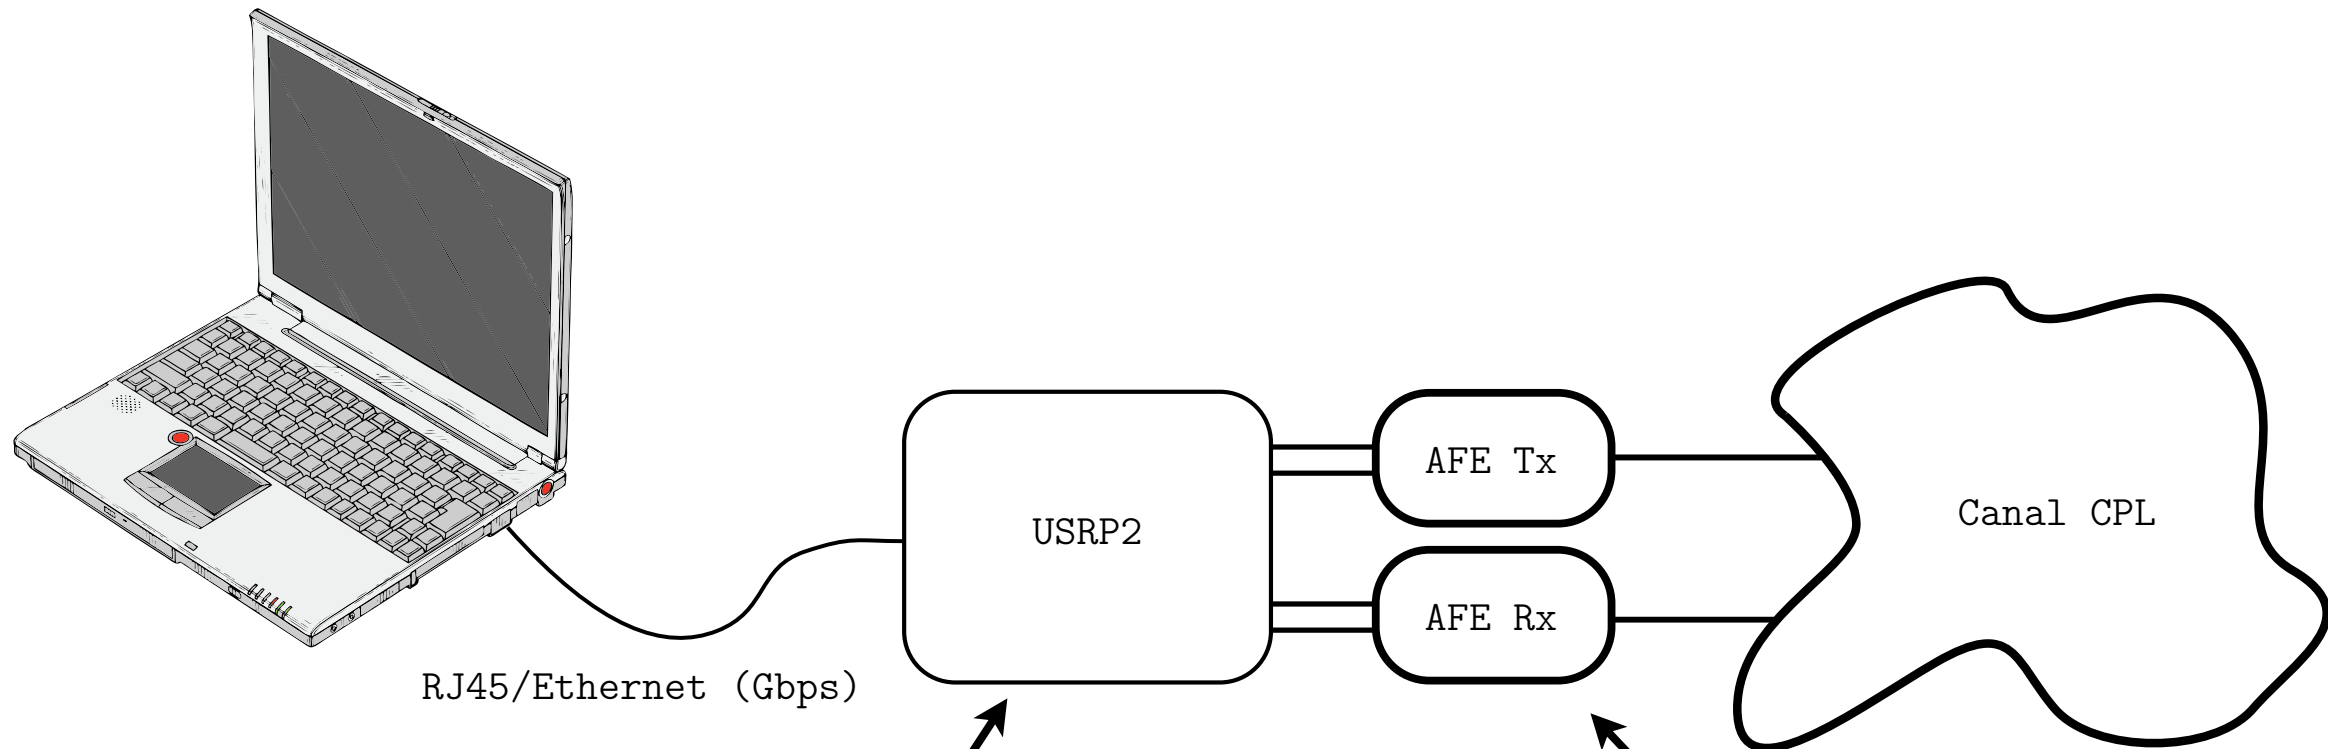 AFE Tx
Canal CPL
USRP2
AFE Rx
RJ45/Ethernet (Gbps)